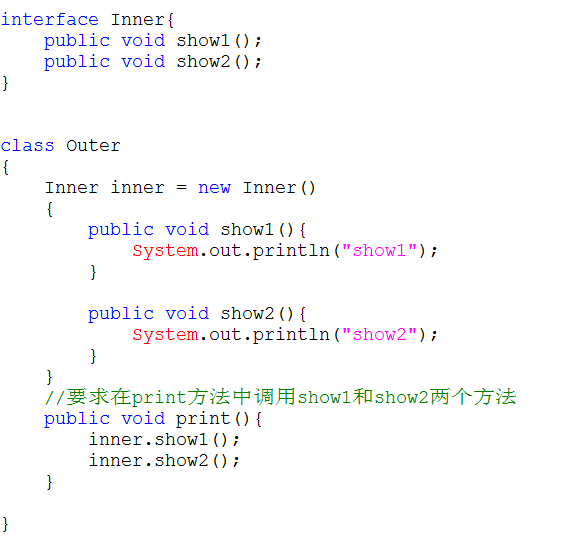 interface Inner{
    public void show1();
    public void show2();
}
class Outer
{
    Inner inner = new Inner()
    {
        public void show1(){
            System.out.println("show1");
        }
        public void show2(){
            System.out.println("show2");
        }
    }
    //要求在print方法中调用show1和show2两个方法
    public void print(){
        inner.show1();
        inner.show2();
    }
}